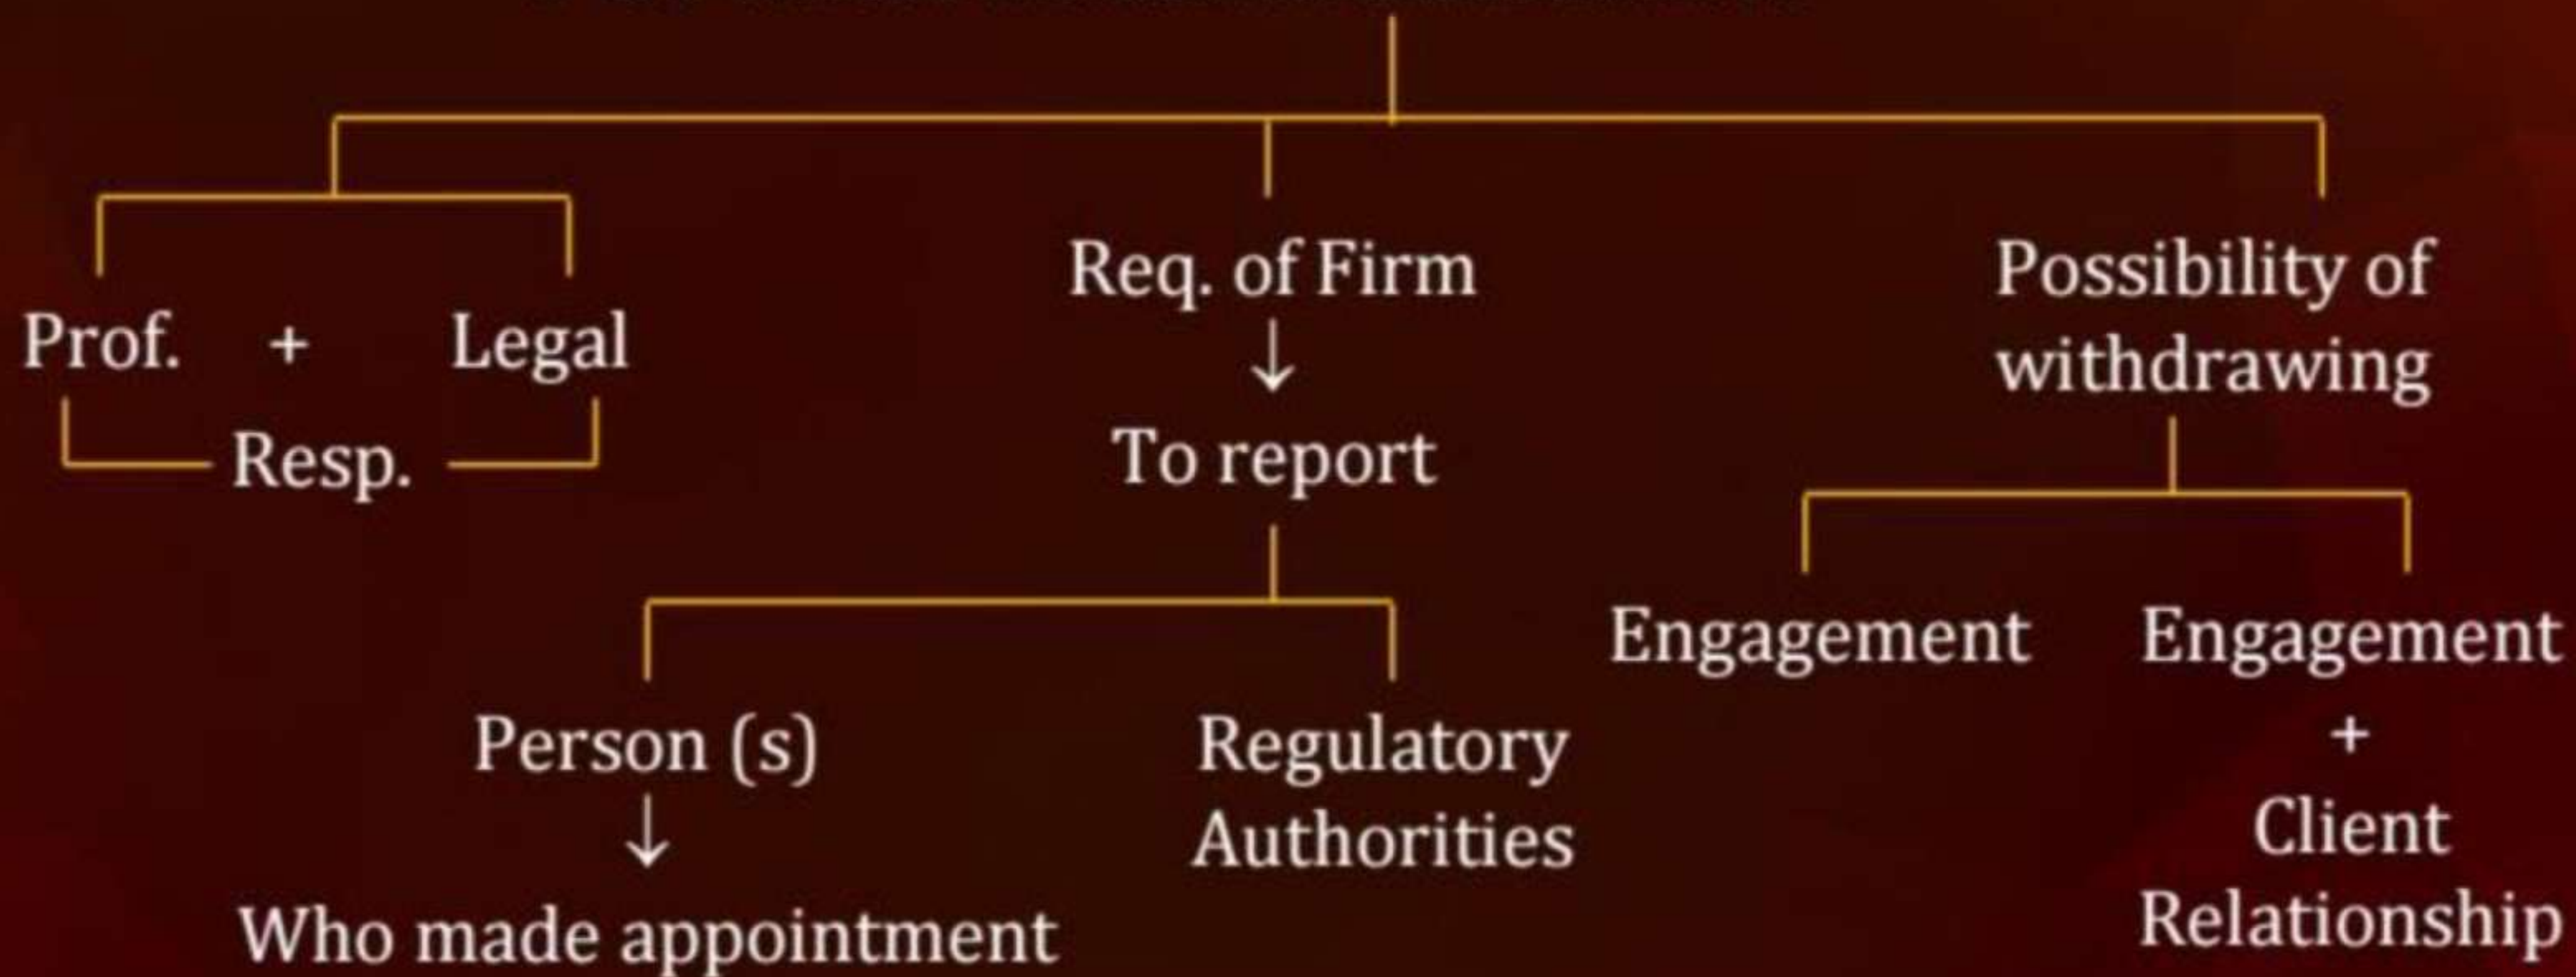 Prof. + Legal
Resp.
Req. of Firm
↓
To report
Person (s)
↓
Who made appointment
Regulatory
Authorities
Possibility of
withdrawing
Engagement
Engagement
+
Client
Relationship